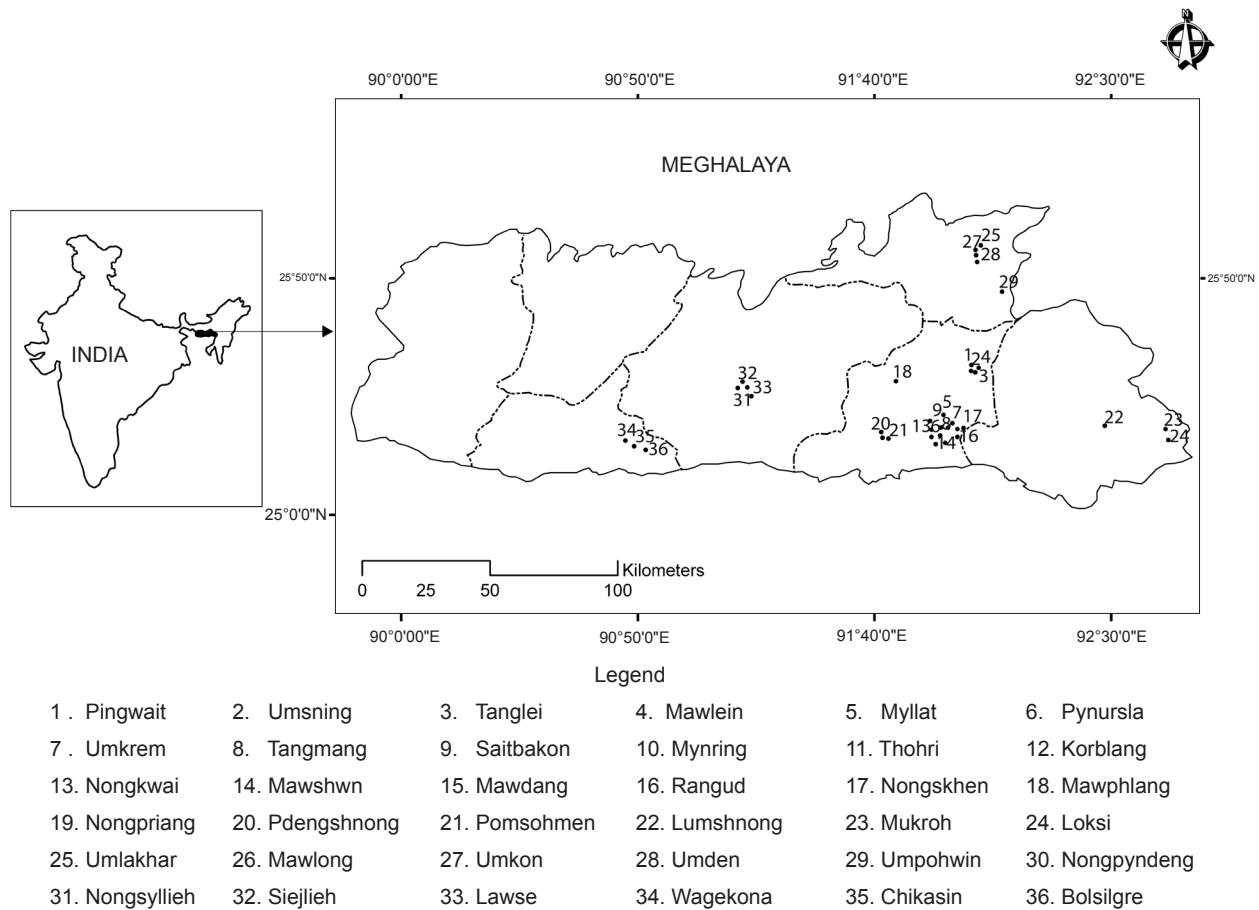 N
90°0'0"E 90°50'0"E 91°40'0"E 92°30'0"E
MEGHALAYA
INDIA
25°50'0"N 25°50'0"N
25°0'0"N
27 25
28
29
1 24
3
18
32
33
31
5
9 7 17
20 21 136 8 16
14
22 23
24
34
35
36
Kilometers
0 25 50 100
90°0'0"E 90°50'0"E 91°40'0"E 92°30'0"E
Legend
1 . Pingwait 2. Umsning 3. Tanglei 4. Mawlein 5. Myllat 6. Pynursla
7 . Umkrem 8. Tangmang 9. Saitbakon 10. Mynring 11. Thohri 12. Korblang
13. Nongkwai 14. Mawshwn 15. Mawdang 16. Rangud 17. Nongskhen 18. Mawphlang
19. Nongpriang 20. Pdengshnong 21. Pomsohmen 22. Lumshnong 23. Mukroh 24. Loksi
25. Umlakhar 26. Mawlong 27. Umkon 28. Umden 29. Umpohwin 30. Nongpyndeng
31. Nongsyllieh 32. Siejlieh 33. Lawse 34. Wagekona 35. Chikasin 36. Bolsilgre